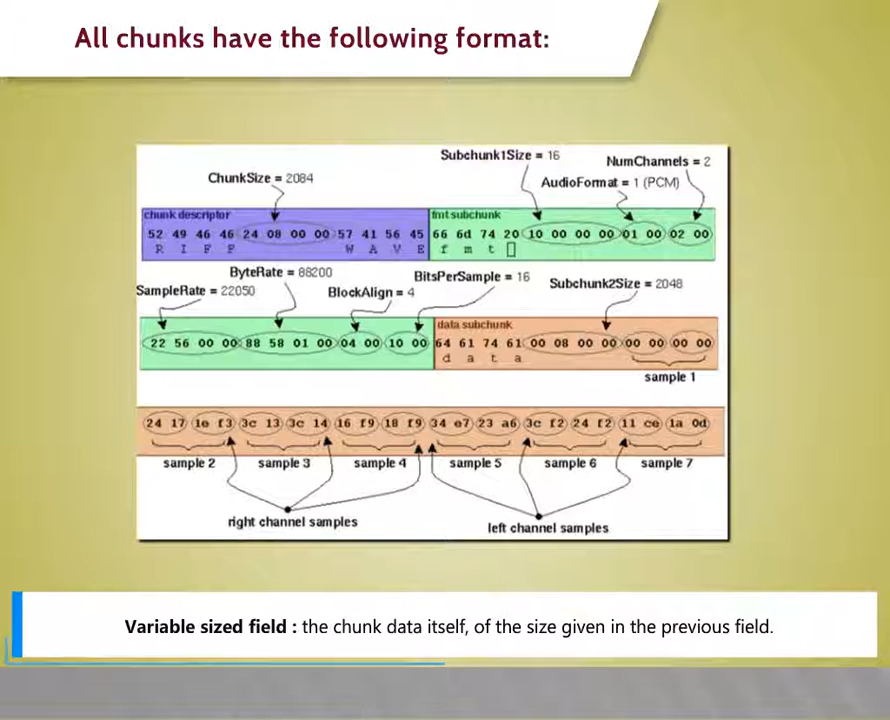 All chunks have the following format:
Subchunk1Size = 16
NumChannels = 2
ChunkSize = 2084
AudioFormat = 1 (PCM)
chunk descriptor
fmt subchunk
52 49 46 46 24 08 00 00 57 41 56 45 66 6d 74 20 10 00 00 00 01 00 02 00
R I F F W A V E f m t
ByteRate = 88200
BitsPerSample = 16
SampleRate = 22050
BlockAlign = 4
Subchunk2Size = 2048
data subchunk
22 56 00 00 88 58 01 00 04 00 10 00 64 61 74 61 00 08 00 00 00 00 00 00
d a t a
sample 1
24 17 1e f3 3c 13 3c 14 16 f9 18 f9 34 e7 23 a6 3c f2 24 f2 11 ce 1a 0d
sample 2 sample 3 sample 4 sample 5 sample 6 sample 7
right channel samples
left channel samples
Variable sized field : the chunk data itself, of the size given in the previous field.